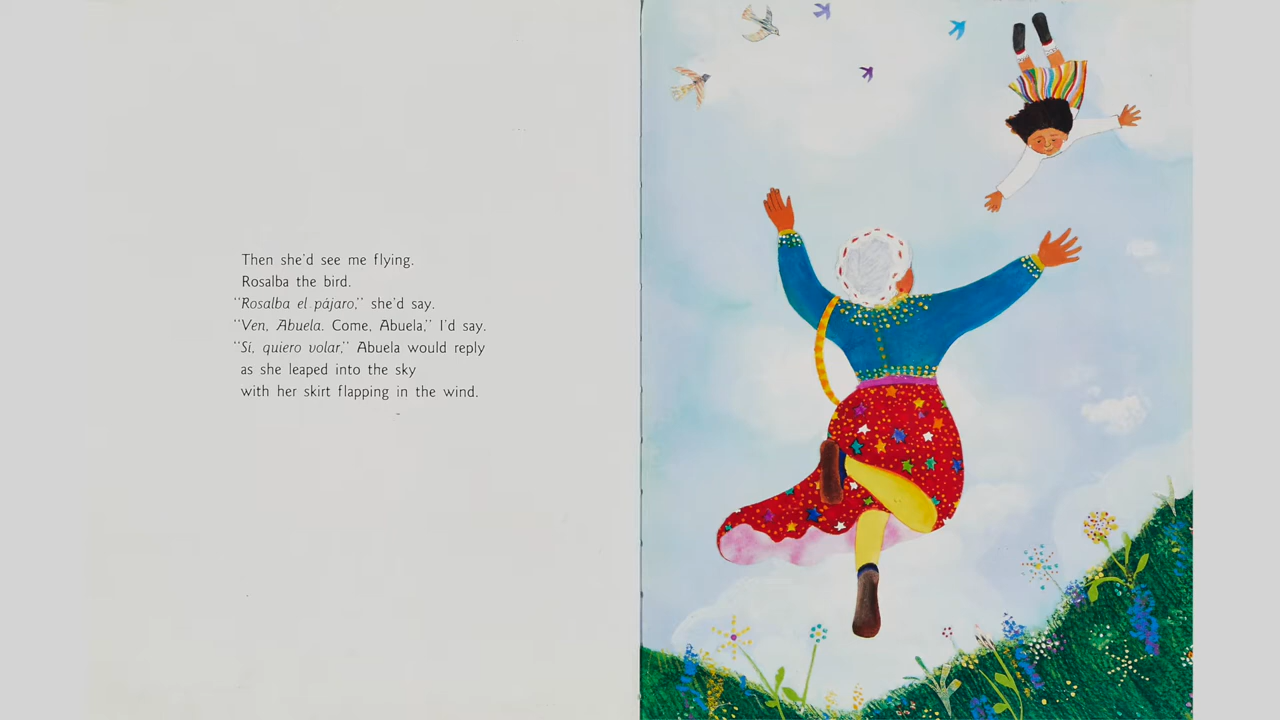 Then she'd see me flying.
Rosalba the bird.
"Rosalba el pájaro," she'd say.
"Ven, Abuela. Come, Abuela," I'd say.
"Sí, quiero volar," Abuela would reply
as she leaped into the sky
with her skirt flapping in the wind.